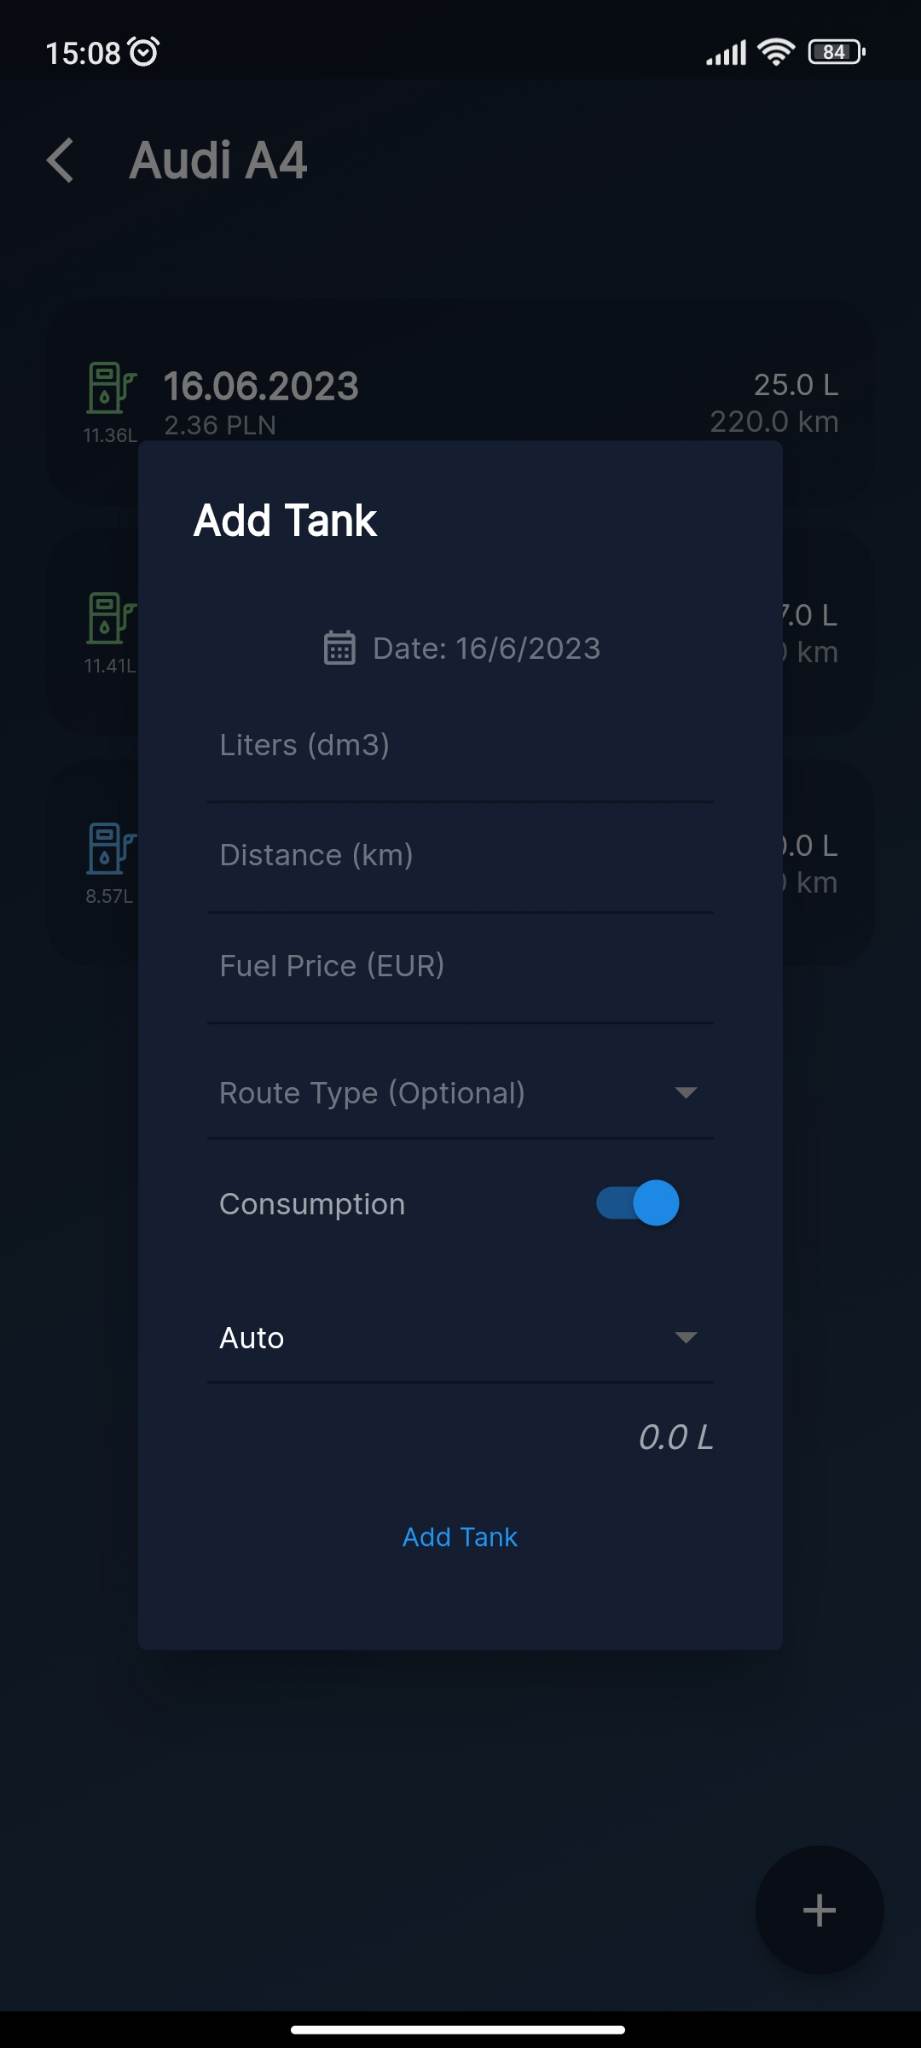 15:08
84
Audi A4
16.06.2023
25.0 L
2.36 PLN
220.0 km
11.36L
Add Tank
Date: 16/6/2023
.0 L
km
11.41L
Liters (dm3)
Distance (km)
.0 L
km
8.57L
Fuel Price (EUR)
Route Type (Optional)
Consumption
Auto
0.0 L
Add Tank
+